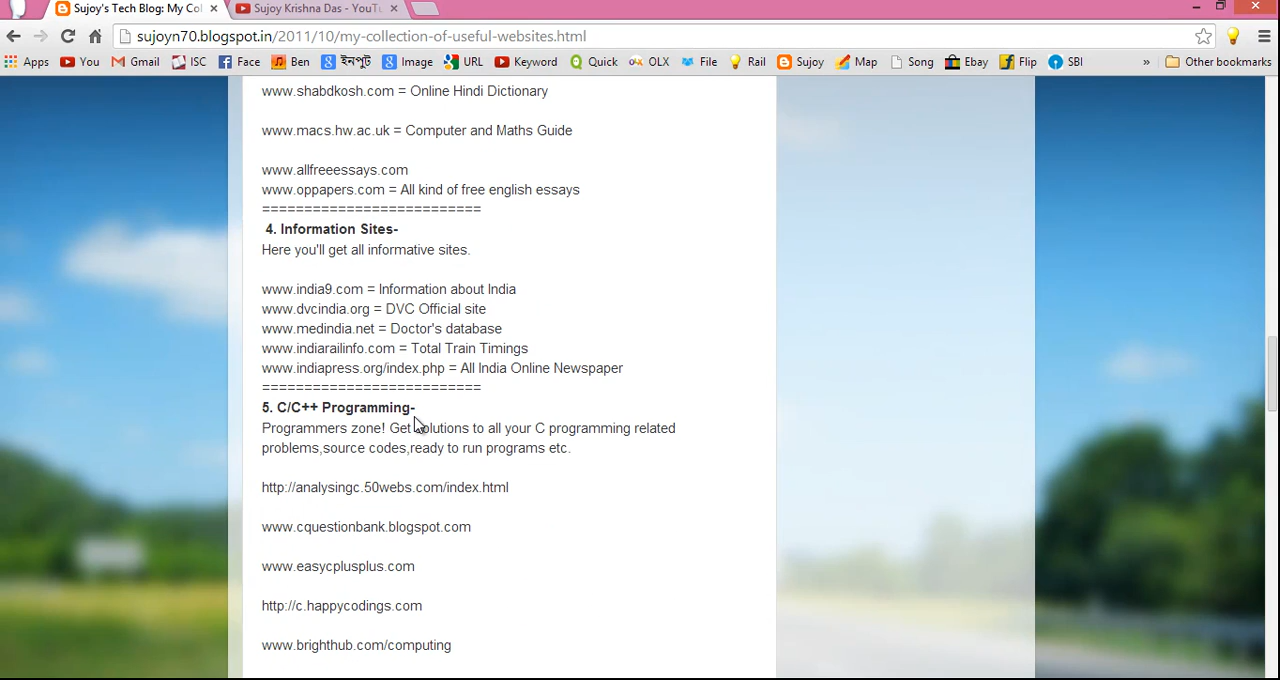 Sujoy's Tech Blog: My Col
Sujoy Krishna Das - YouTu
sujoyn70.blogspot.in/2011/10/my-collection-of-useful-websites.html
Apps You Gmail ISC Face Ben ইনপুট Image URL Keyword Quick OLX File Rail Sujoy Map Song Ebay Flip SBI » Other bookmarks
www.shabdkosh.com = Online Hindi Dictionary
www.macs.hw.ac.uk = Computer and Maths Guide
www.allfreeessays.com
www.oppapers.com = All kind of free english essays
==========================
4. Information Sites-
Here you'll get all informative sites.
www.india9.com = Information about India
www.dvcindia.org = DVC Official site
www.medindia.net = Doctor's database
www.indiarailinfo.com = Total Train Timings
www.indiapress.org/index.php = All India Online Newspaper
==========================
5. C/C++ Programming-
Programmers zone! Get solutions to all your C programming related
problems,source codes,ready to run programs etc.
http://analysingc.50webs.com/index.html
www.cquestionbank.blogspot.com
www.easycplusplus.com
http://c.happycodings.com
www.brighthub.com/computing